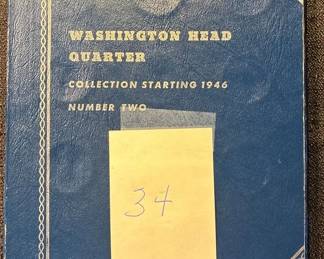 WASHINGTON HEAD
QUARTER
COLLECTION STARTING 1946
NUMBER TWO
34